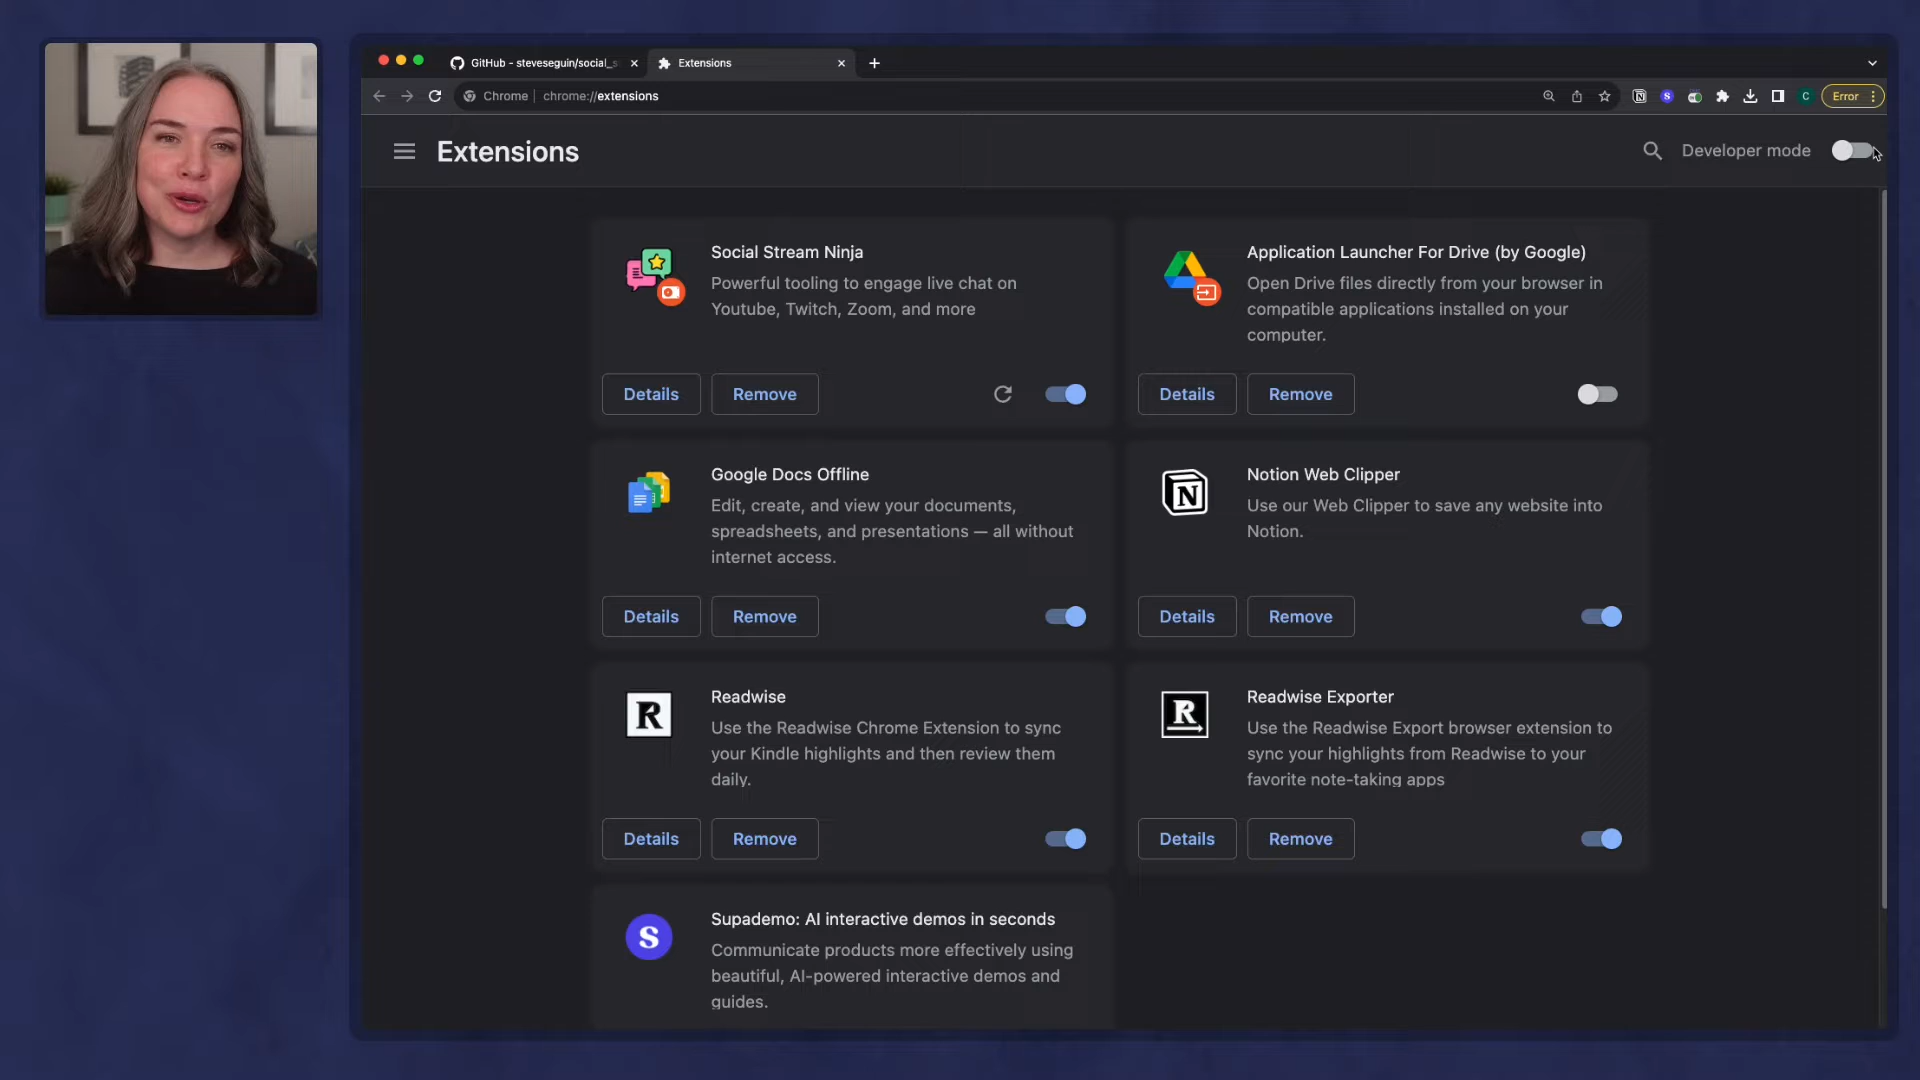 GitHub - steveseguin/social_s
Extensions
Chrome
chrome://extensions
C
Error
Extensions
Developer mode
Social Stream Ninja
Powerful tooling to engage live chat on
Youtube, Twitch, Zoom, and more
Details
Remove
Application Launcher For Drive (by Google)
Open Drive files directly from your browser in
compatible applications installed on your
computer.
Details
Remove
Google Docs Offline
Edit, create, and view your documents,
spreadsheets, and presentations — all without
internet access.
Details
Remove
N
Notion Web Clipper
Use our Web Clipper to save any website into
Notion.
Details
Remove
R
Readwise
Use the Readwise Chrome Extension to sync
your Kindle highlights and then review them
daily.
Details
Remove
R
Readwise Exporter
Use the Readwise Export browser extension to
sync your highlights from Readwise to your
favorite note-taking apps
Details
Remove
S
Supademo: AI interactive demos in seconds
Communicate products more effectively using
beautiful, AI-powered interactive demos and
guides.